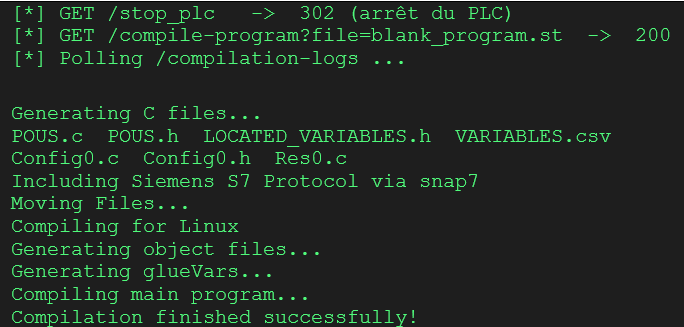 [*] GET /stop_plc   ->  302 (arrêt du PLC)
[*] GET /compile-program?file=blank_program.st  ->  200
[*] Polling /compilation-logs ...
Generating C files...
POUS.c  POUS.h  LOCATED_VARIABLES.h  VARIABLES.csv
Config0.c  Config0.h  Res0.c
Including Siemens S7 Protocol via snap7
Moving Files...
Compiling for Linux
Generating object files...
Generating glueVars...
Compiling main program...
Compilation finished successfully!